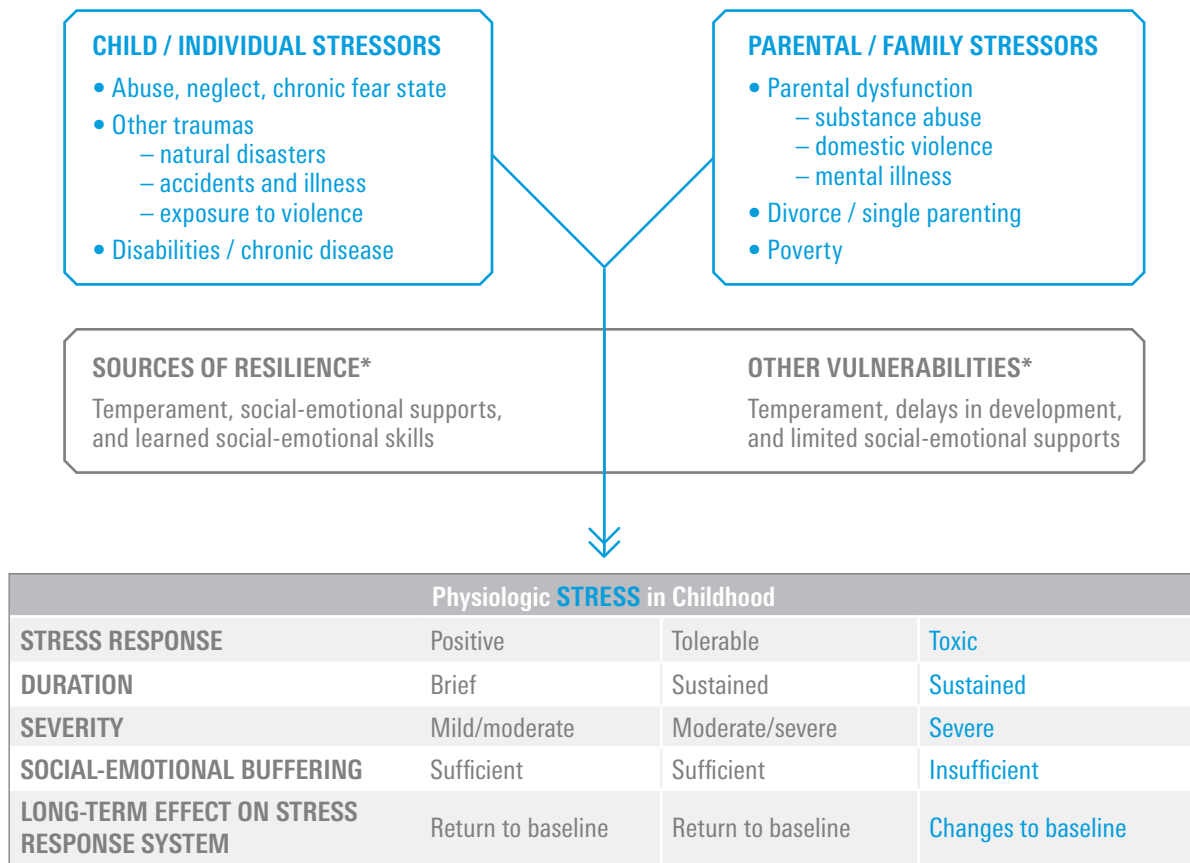 CHILD / INDIVIDUAL STRESSORS
• Abuse, neglect, chronic fear state
• Other traumas
– natural disasters
– accidents and illness
– exposure to violence
• Disabilities / chronic disease
PARENTAL / FAMILY STRESSORS
• Parental dysfunction
– substance abuse
– domestic violence
– mental illness
• Divorce / single parenting
• Poverty
SOURCES OF RESILIENCE*
Temperament, social-emotional supports,
and learned social-emotional skills
OTHER VULNERABILITIES*
Temperament, delays in development,
and limited social-emotional supports
Physiologic STRESS in Childhood
STRESS RESPONSE Positive Tolerable Toxic
DURATION Brief Sustained Sustained
SEVERITY Mild/moderate Moderate/severe Severe
SOCIAL-EMOTIONAL BUFFERING Sufficient Sufficient Insufficient
LONG-TERM EFFECT ON STRESS
RESPONSE SYSTEM Return to baseline Return to baseline Changes to baseline